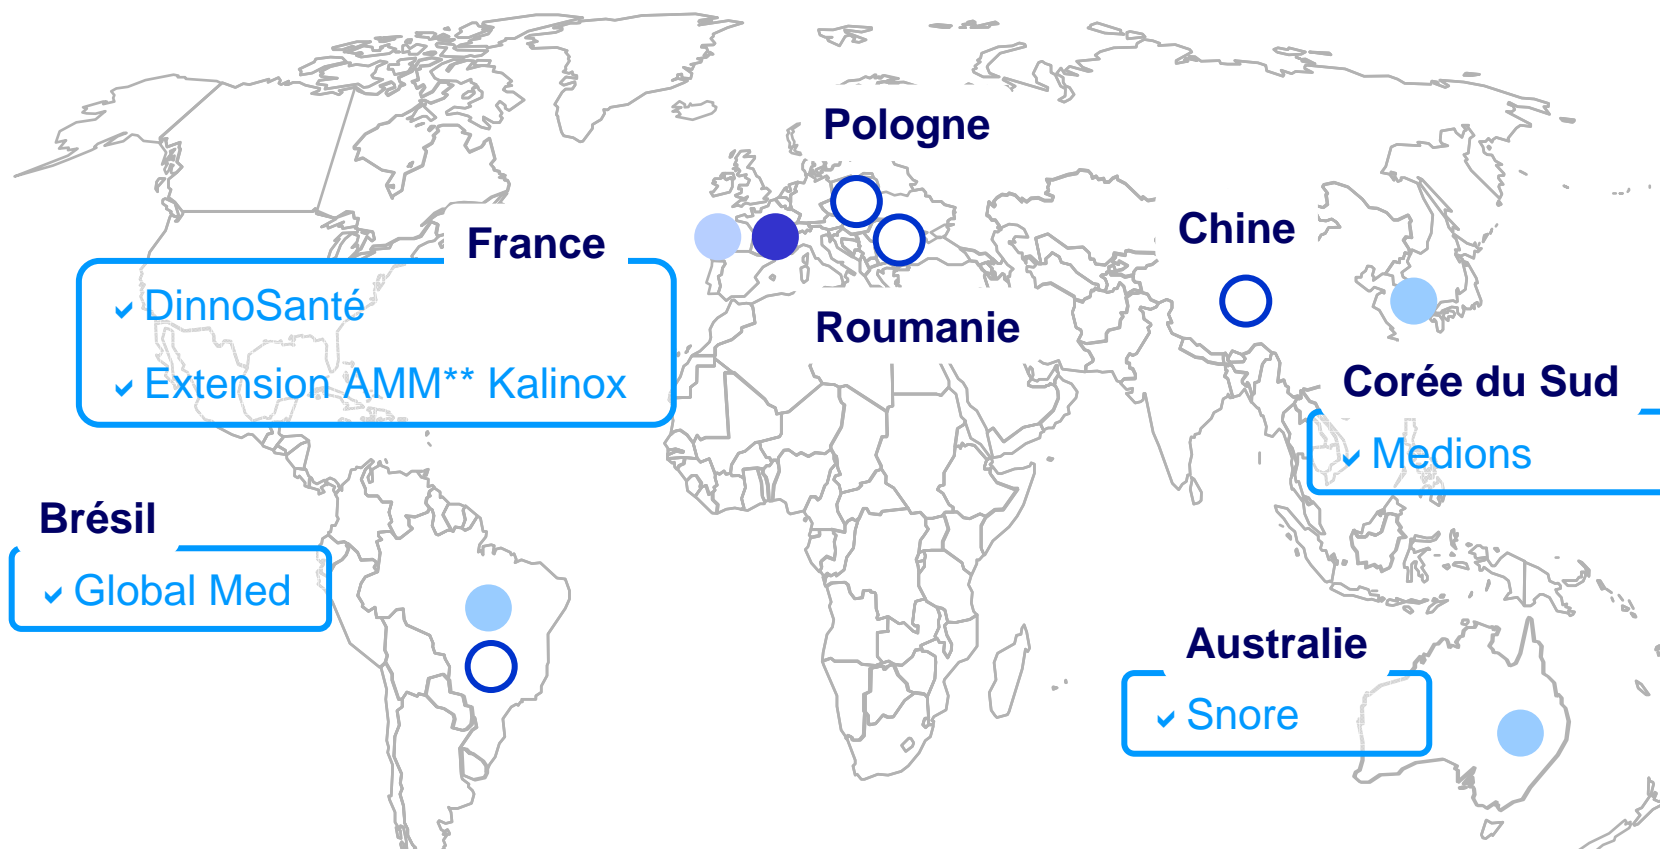 Pologne
France
Chine
✓ DinnoSanté
Roumanie
✓ Extension AMM** Kalinox
Corée du Sud
✓ Medions
Brésil
✓ Global Med
Australie
✓ Snore